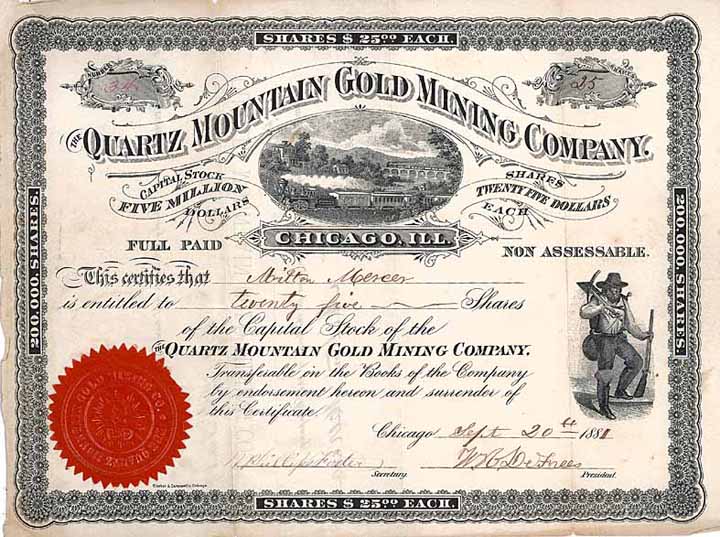 SHARES $ 25.00 EACH.
25
THE QUARTZ MOUNTAIN GOLD MINING COMPANY.
CAPITAL STOCK
FIVE MILLION
DOLLARS
SHARES
TWENTY FIVE DOLLARS
EACH
CHICAGO, ILL.
FULL PAID
NON ASSESSABLE.
200,000 SHARES.
200,000 SHARES.
This certifies that Milton Mercer
is entitled to twenty five Shares
of the Capital Stock of the
THE QUARTZ MOUNTAIN GOLD MINING COMPANY.
Transferable in the Books of the Company
by endorsement hereon and surrender of
this Certificate.
Chicago Sept 20th 1881
Secretary.
President.
SHARES $ 25.00 EACH.